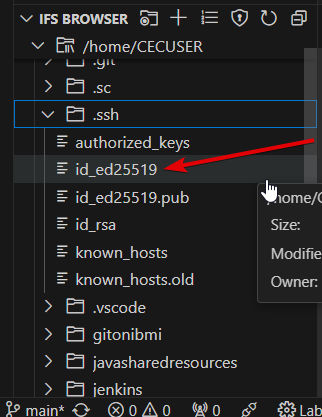 IFS BROWSER
/home/CECUSER
.git
.sc
.ssh
authorized_keys
id_ed25519
id_ed25519.pub
/home/C
id_rsa
Size:
known_hosts
Modifie
known_hosts.old
Owner:
.vscode
gitonibmi
javasharedresources
jenkins
main* 0 0 0 Lab